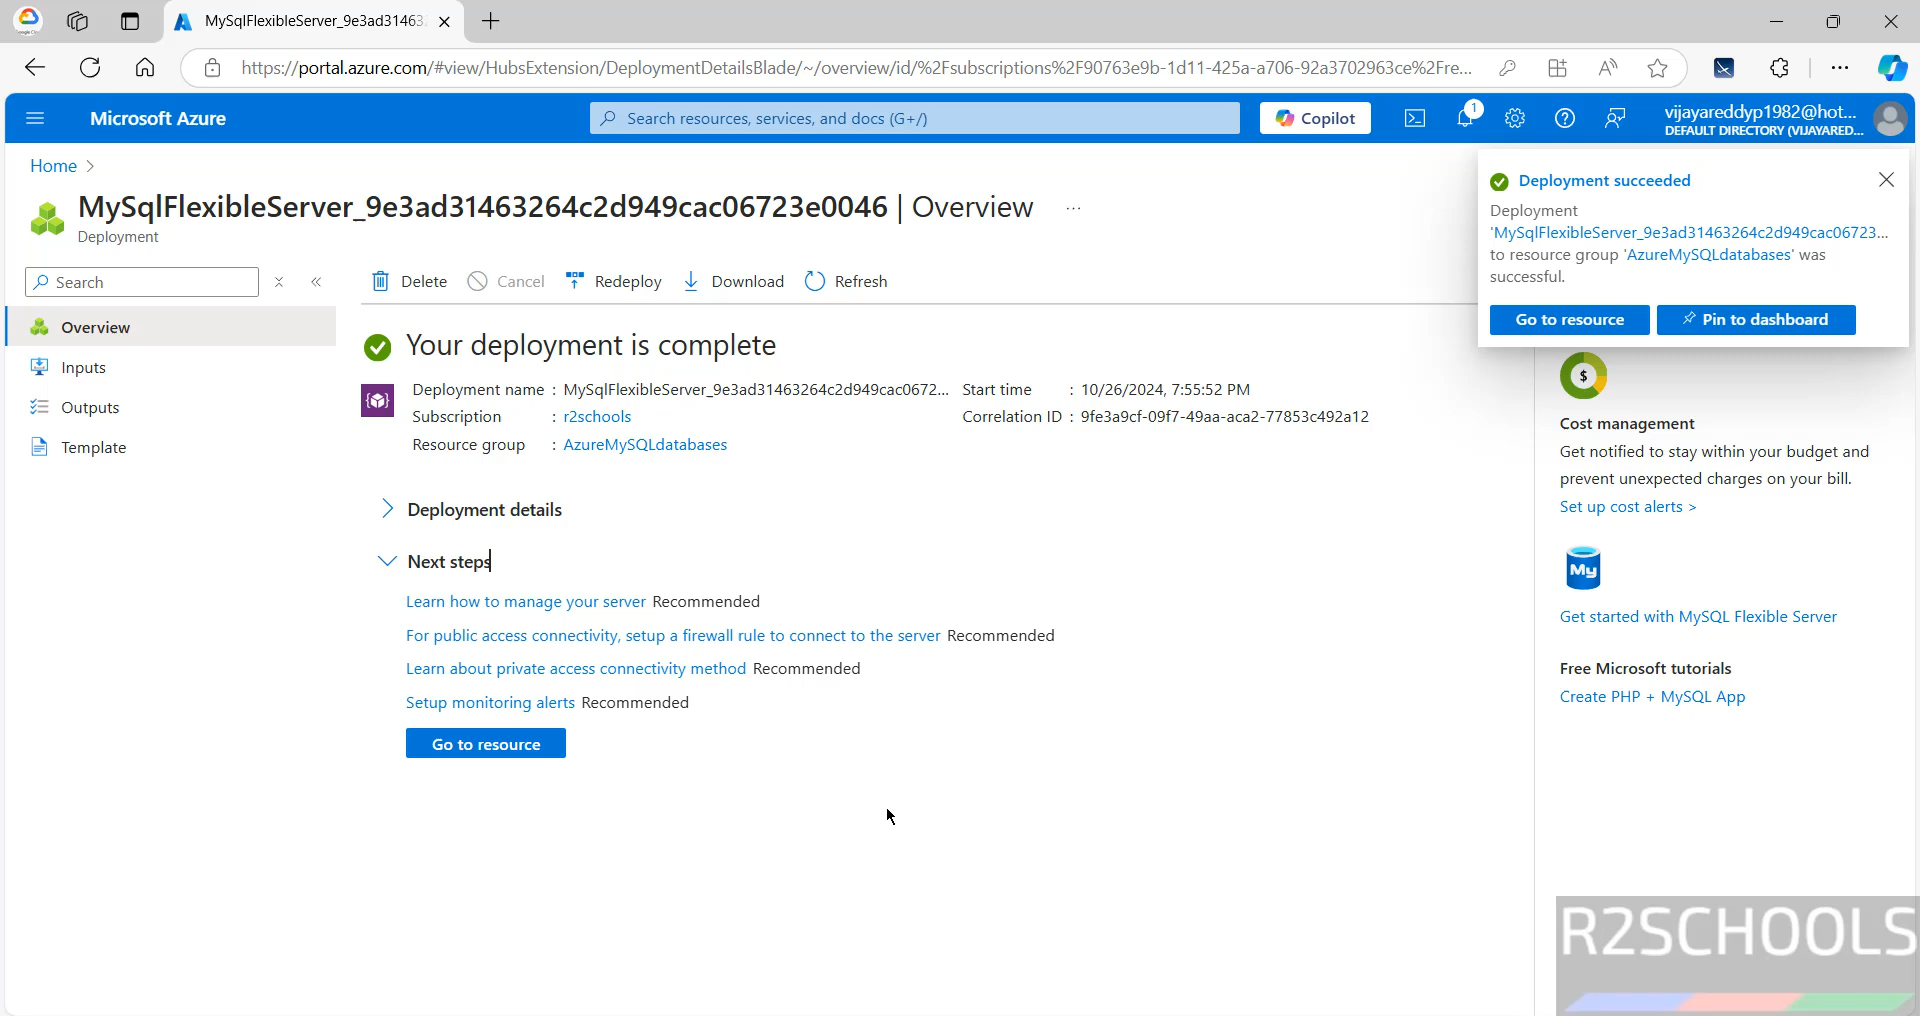 MySqlFlexibleServer_9e3ad31463
https://portal.azure.com/#view/HubsExtension/DeploymentDetailsBlade/~/overview/id/%2Fsubscriptions%2F90763e9b-1d11-425a-a706-92a3702963ce%2Fre...
Microsoft Azure
Search resources, services, and docs (G+/)
Copilot
1
vijayareddyp1982@hot...
DEFAULT DIRECTORY (VIJAYARED...
Home
MySqlFlexibleServer_9e3ad31463264c2d949cac06723e0046 | Overview ...
Deployment
Search
Delete
Cancel
Redeploy
Download
Refresh
Overview
Inputs
Outputs
Template
Your deployment is complete
Deployment name : MySqlFlexibleServer_9e3ad31463264c2d949cac0672...
Subscription : r2schools
Resource group : AzureMySQLdatabases
Start time : 10/26/2024, 7:55:52 PM
Correlation ID : 9fe3a9cf-09f7-49aa-aca2-77853c492a12
Deployment details
Next steps
Learn how to manage your server Recommended
For public access connectivity, setup a firewall rule to connect to the server Recommended
Learn about private access connectivity method Recommended
Setup monitoring alerts Recommended
Go to resource
Deployment succeeded
Deployment
'MySqlFlexibleServer_9e3ad31463264c2d949cac06723...
to resource group 'AzureMySQLdatabases' was
successful.
Go to resource
Pin to dashboard
$
Cost management
Get notified to stay within your budget and
prevent unexpected charges on your bill.
Set up cost alerts >
My
Get started with MySQL Flexible Server
Free Microsoft tutorials
Create PHP + MySQL App
R2SCHOOLS